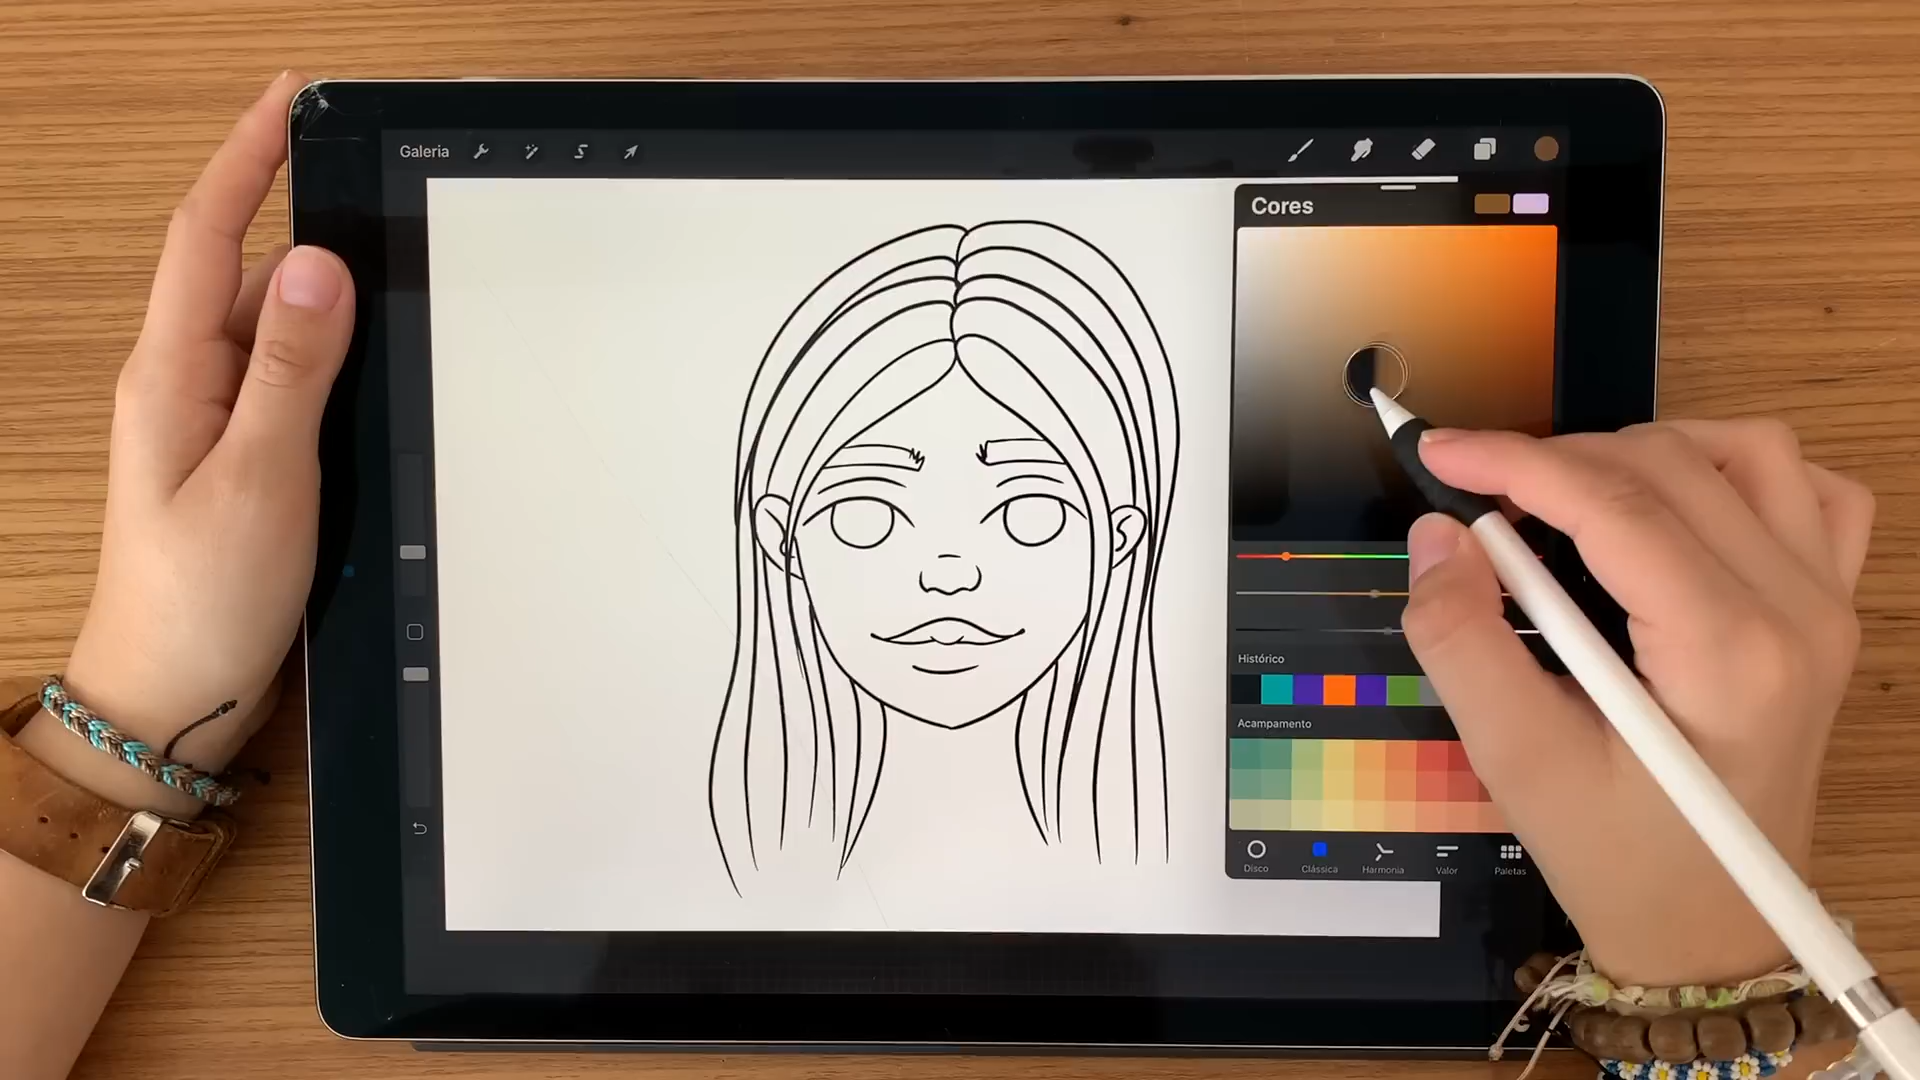 Galeria
Cores
Histórico
Acampamento
Disco
Clássica
Harmonia
Valor
Paletas